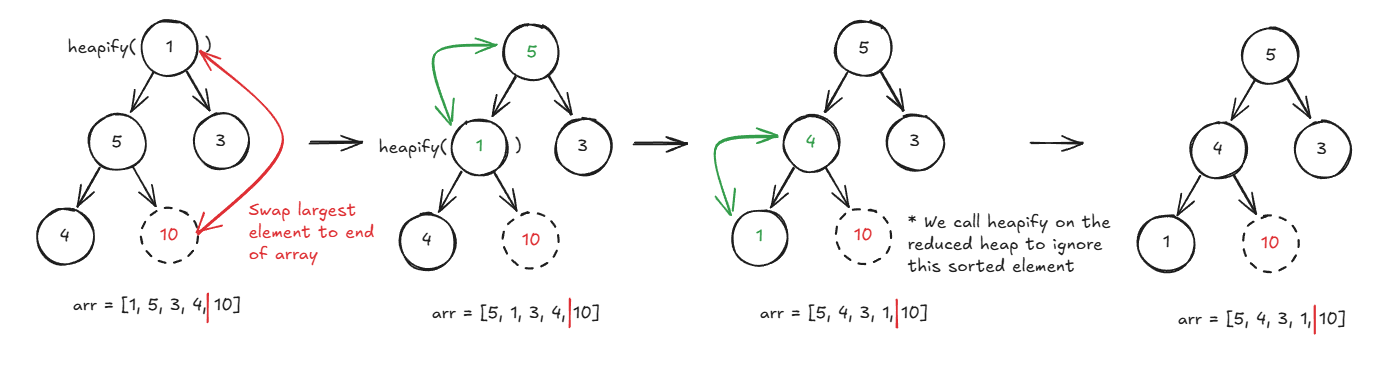 heapify( 1 )
5
3
4
10
Swap largest
element to end
of array
arr = [1, 5, 3, 4,| 10]
5
heapify( 1 )
3
4
10
arr = [5, 1, 3, 4,| 10]
5
4
3
1
10
* We call heapify on the
reduced heap to ignore
this sorted element
arr = [5, 4, 3, 1,| 10]
5
4
3
1
10
arr = [5, 4, 3, 1,| 10]